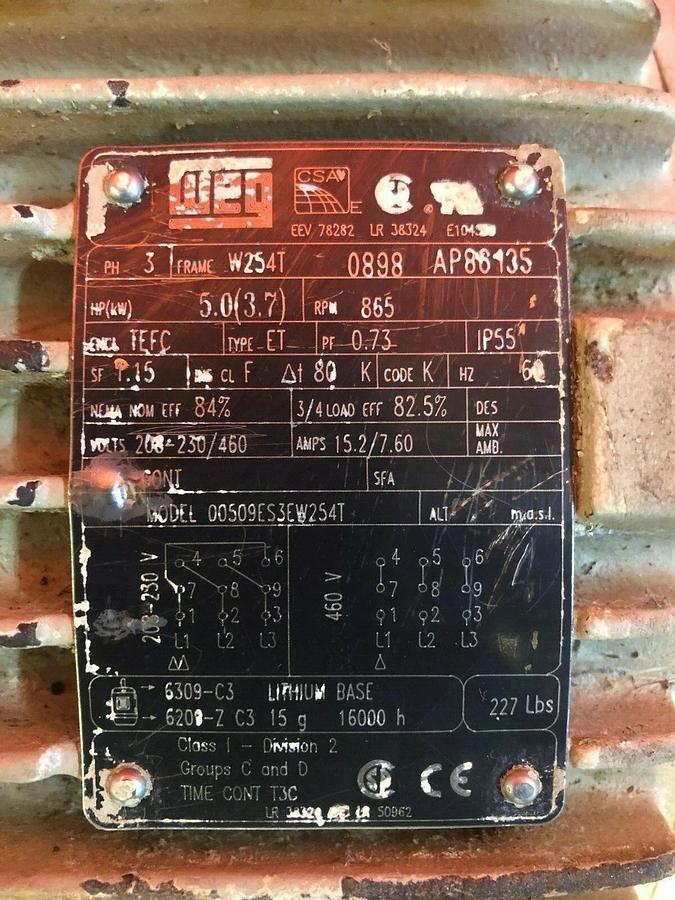 WEG CSA E
EEV 78282 LR 38324
PH 3 FRAME W254T 0898
HP(kW) 5.0(3.7) RPM 865
ENCL TEFC TYPE ET PF 0.73 IP55
SF 1.15 INS CL F Δt 80 K CODE K HZ 60
NEMA NOM EFF 84% 3/4 LOAD EFF 82.5% DES
VOLTS 208-230/460 AMPS 15.2/7.60 MAX AMB.
CONT SFA
MODEL 00509ES3EW254T ALT m.a.s.l.
4 5 6 4 5 6
208-230 V 7 8 9 460 V 7 8 9
1 2 3 1 2 3
L1 L2 L3 L1 L2 L3
ΔΔ Δ
6309-C3 LITHIUM BASE
C3 15 g 16000 h 227 Lbs
Class I - Division 2
Groups C and D
TIME CONT T3C CE
LR 50962